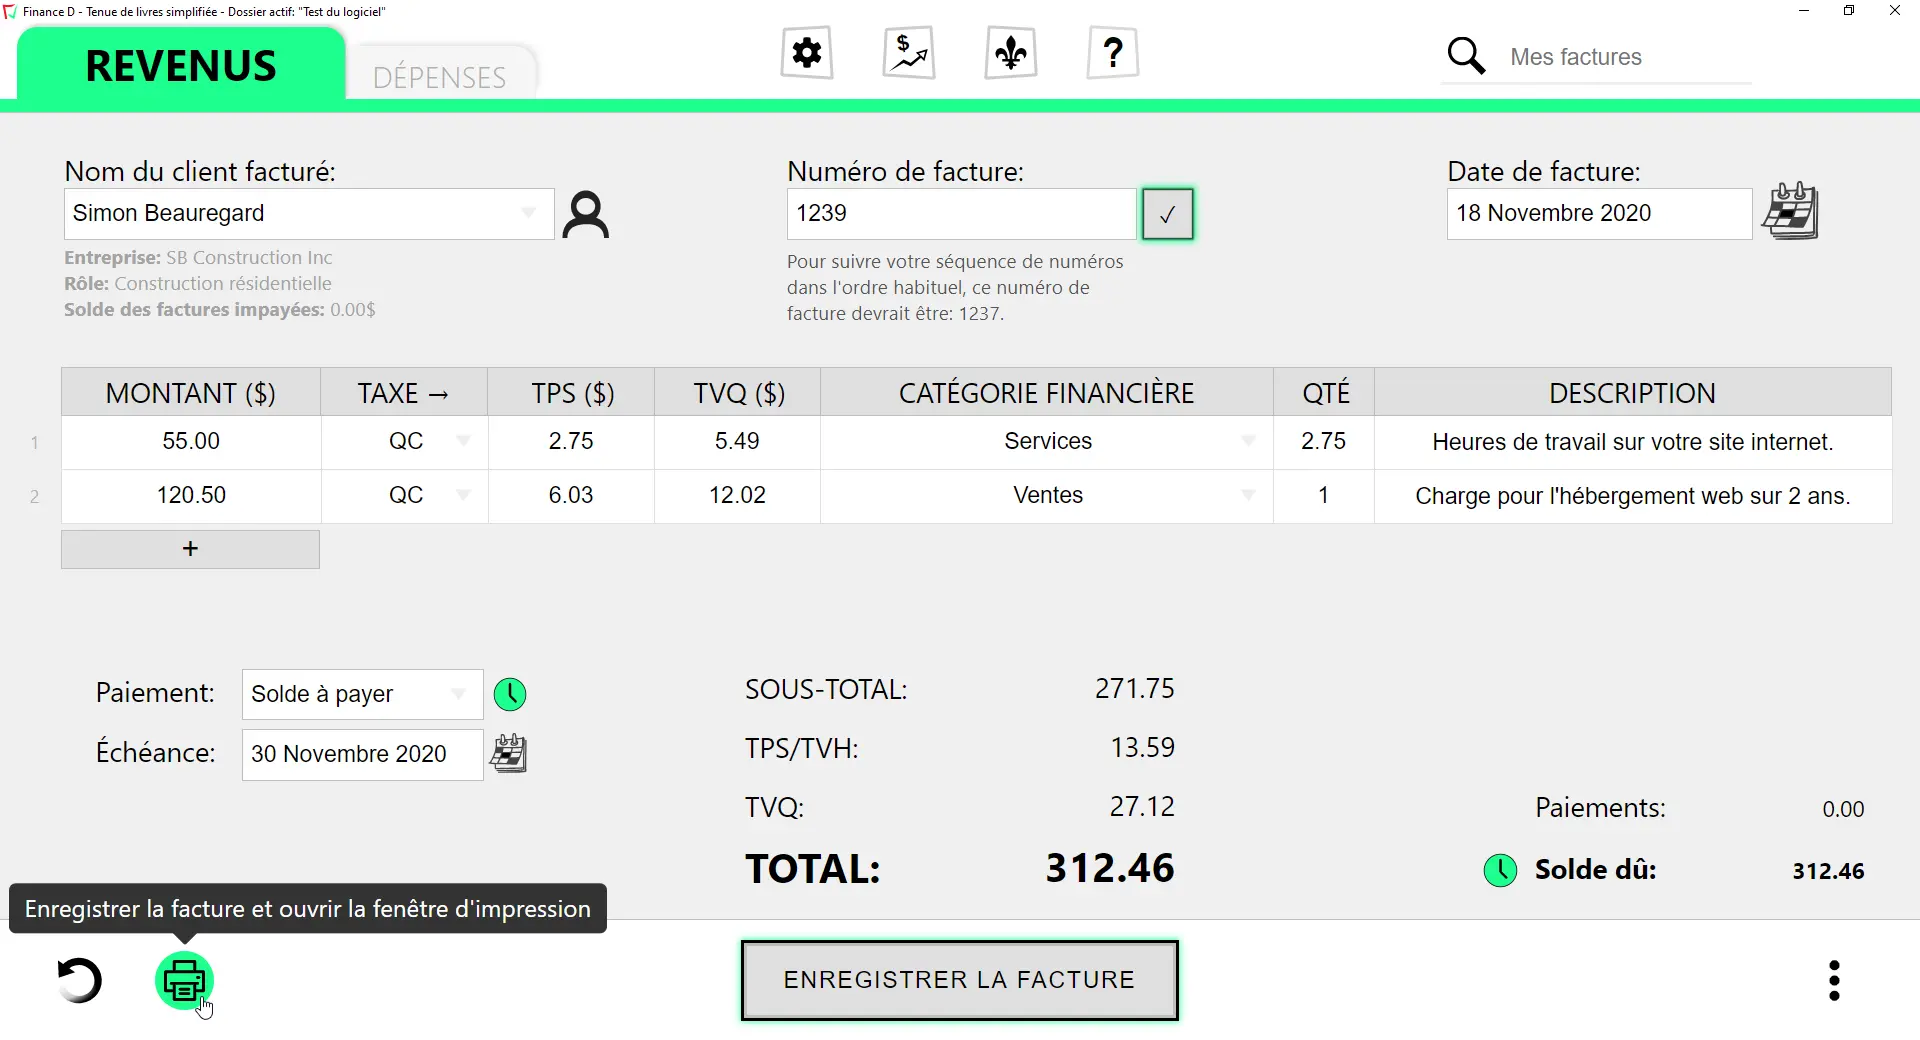 Finance D - Tenue de livres simplifiée - Dossier actif: "Test du logiciel"
REVENUS
DÉPENSES
$
?
Mes factures
Nom du client facturé:
Simon Beauregard
Entreprise: SB Construction Inc
Rôle: Construction résidentielle
Solde des factures impayées: 0.00$
Numéro de facture:
1239
✓
Pour suivre votre séquence de numéros
dans l'ordre habituel, ce numéro de
facture devrait être: 1237.
Date de facture:
18 Novembre 2020
MONTANT ($) TAXE → TPS ($) TVQ ($) CATÉGORIE FINANCIÈRE QTÉ DESCRIPTION
1 55.00 QC 2.75 5.49 Services 2.75 Heures de travail sur votre site internet.
2 120.50 QC 6.03 12.02 Ventes 1 Charge pour l'hébergement web sur 2 ans.
+
Paiement: Solde à payer
Échéance: 30 Novembre 2020
SOUS-TOTAL: 271.75
TPS/TVH: 13.59
TVQ: 27.12
TOTAL: 312.46
Paiements: 0.00
Solde dû: 312.46
Enregistrer la facture et ouvrir la fenêtre d'impression
ENREGISTRER LA FACTURE